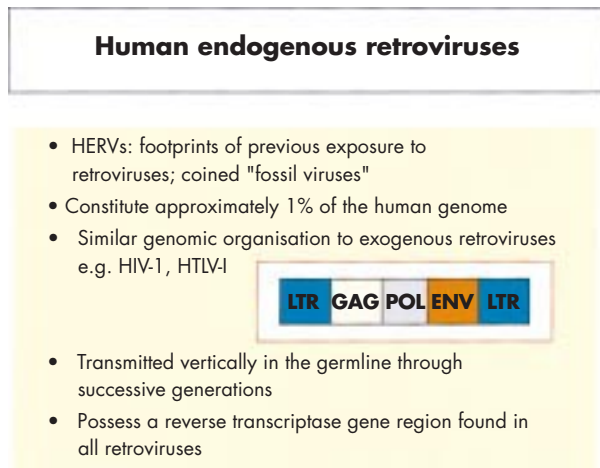 Human endogenous retroviruses
• HERVs: footprints of previous exposure to
retroviruses; coined "fossil viruses"
• Constitute approximately 1% of the human genome
• Similar genomic organisation to exogenous retroviruses
e.g. HIV-1, HTLV-I
LTR GAG POL ENV LTR
• Transmitted vertically in the germline through
successive generations
• Possess a reverse transcriptase gene region found in
all retroviruses